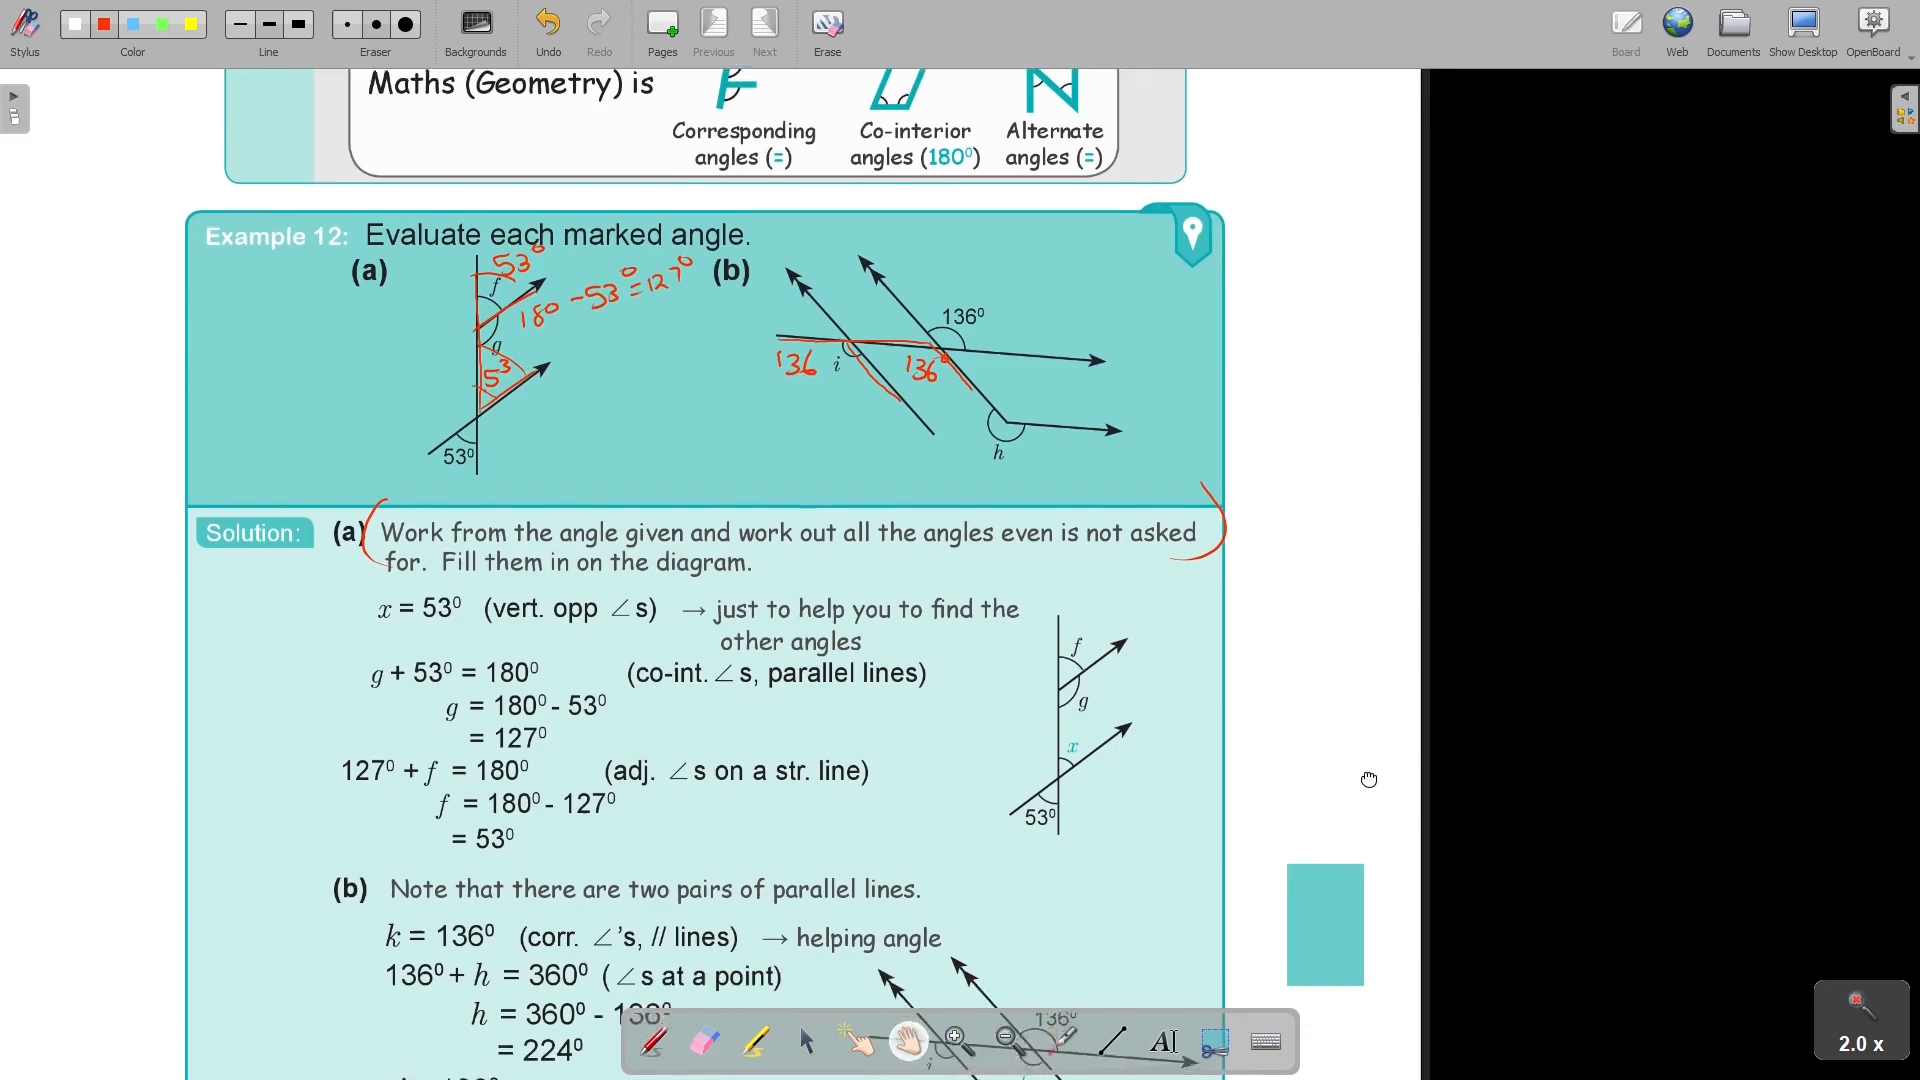 Stylus Color Line Eraser Backgrounds Undo Redo Pages Previous Next Erase Board Web Documents Show Desktop OpenBoard
Maths (Geometry) is
Corresponding
angles (=)
Co-interior
angles (180⁰)
Alternate
angles (=)
Example 12: Evaluate each marked angle.
(a)
53⁰
f
180 - 53⁰ = 127⁰
g
53
53⁰
(b)
136⁰
136 i 136⁰
h
Solution: (a) Work from the angle given and work out all the angles even is not asked
for. Fill them in on the diagram.
x = 53⁰ (vert. opp ∠s) → just to help you to find the
other angles
g + 53⁰ = 180⁰ (co-int. ∠s, parallel lines)
g = 180⁰ - 53⁰
= 127⁰
127⁰ + f = 180⁰ (adj. ∠s on a str. line)
f = 180⁰ - 127⁰
= 53⁰
f
g
x
53⁰
(b) Note that there are two pairs of parallel lines.
k = 136⁰ (corr. ∠'s, // lines) → helping angle
136⁰ + h = 360⁰ (∠s at a point)
h = 360⁰ - 136⁰
= 224⁰
136⁰
i
AI
2.0 x